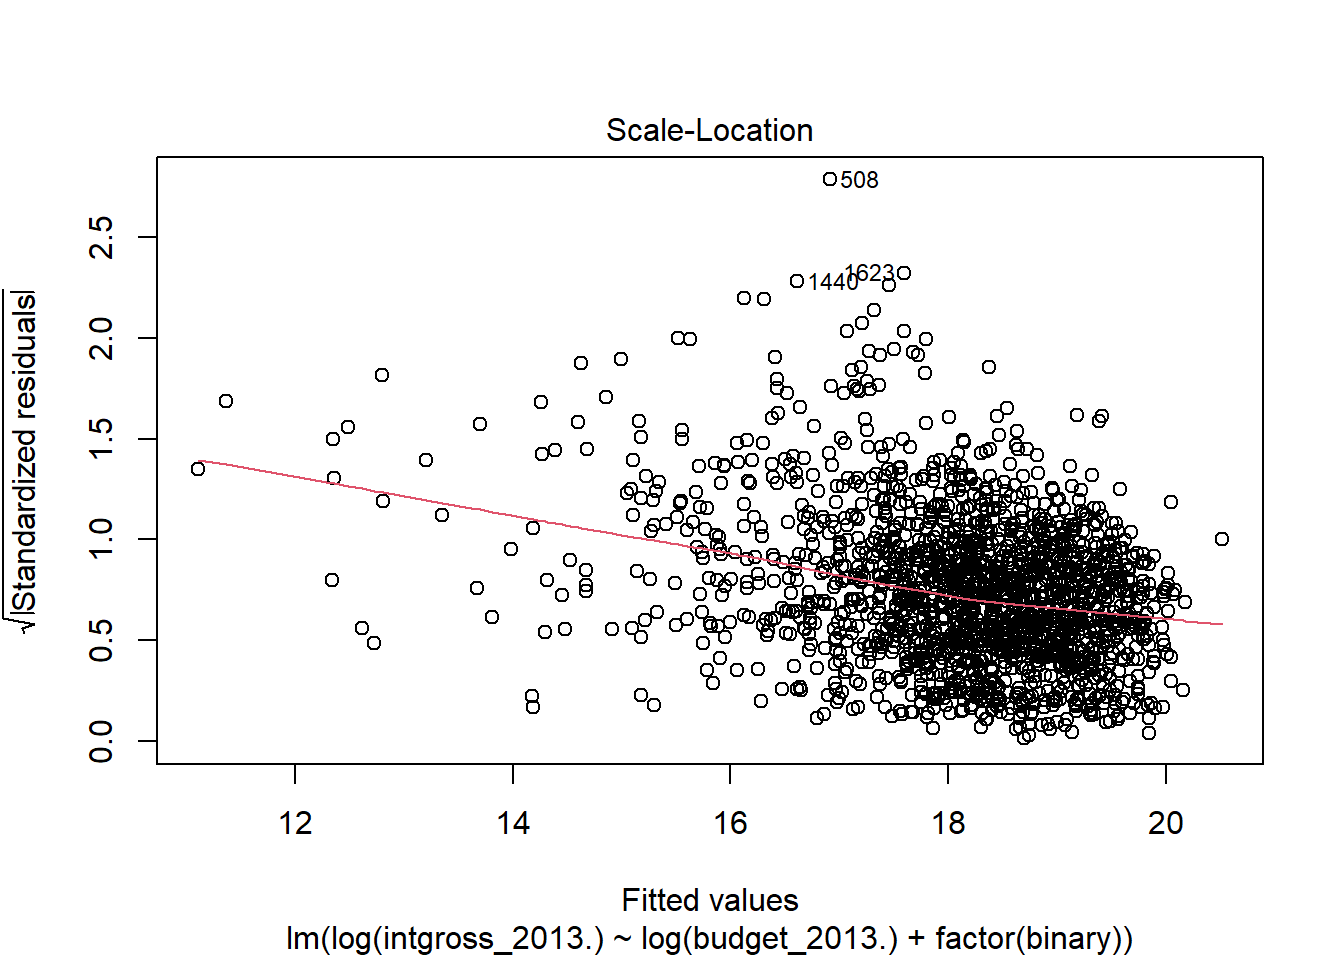 Scale-Location
√|Standardized residuals|
2.5
2.0
1.5
1.0
0.5
0.0
508
1623
1440
12 14 16 18 20
Fitted values
lm(log(intgross_2013.) ~ log(budget_2013.) + factor(binary))